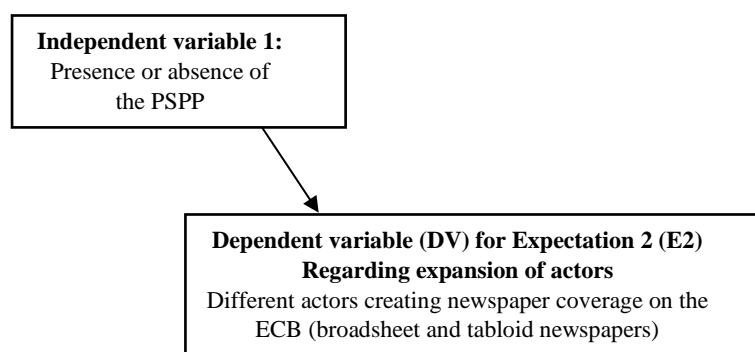 Independent variable 1:
Presence or absence of
the PSPP
Dependent variable (DV) for Expectation 2 (E2)
Regarding expansion of actors
Different actors creating newspaper coverage on the
ECB (broadsheet and tabloid newspapers)